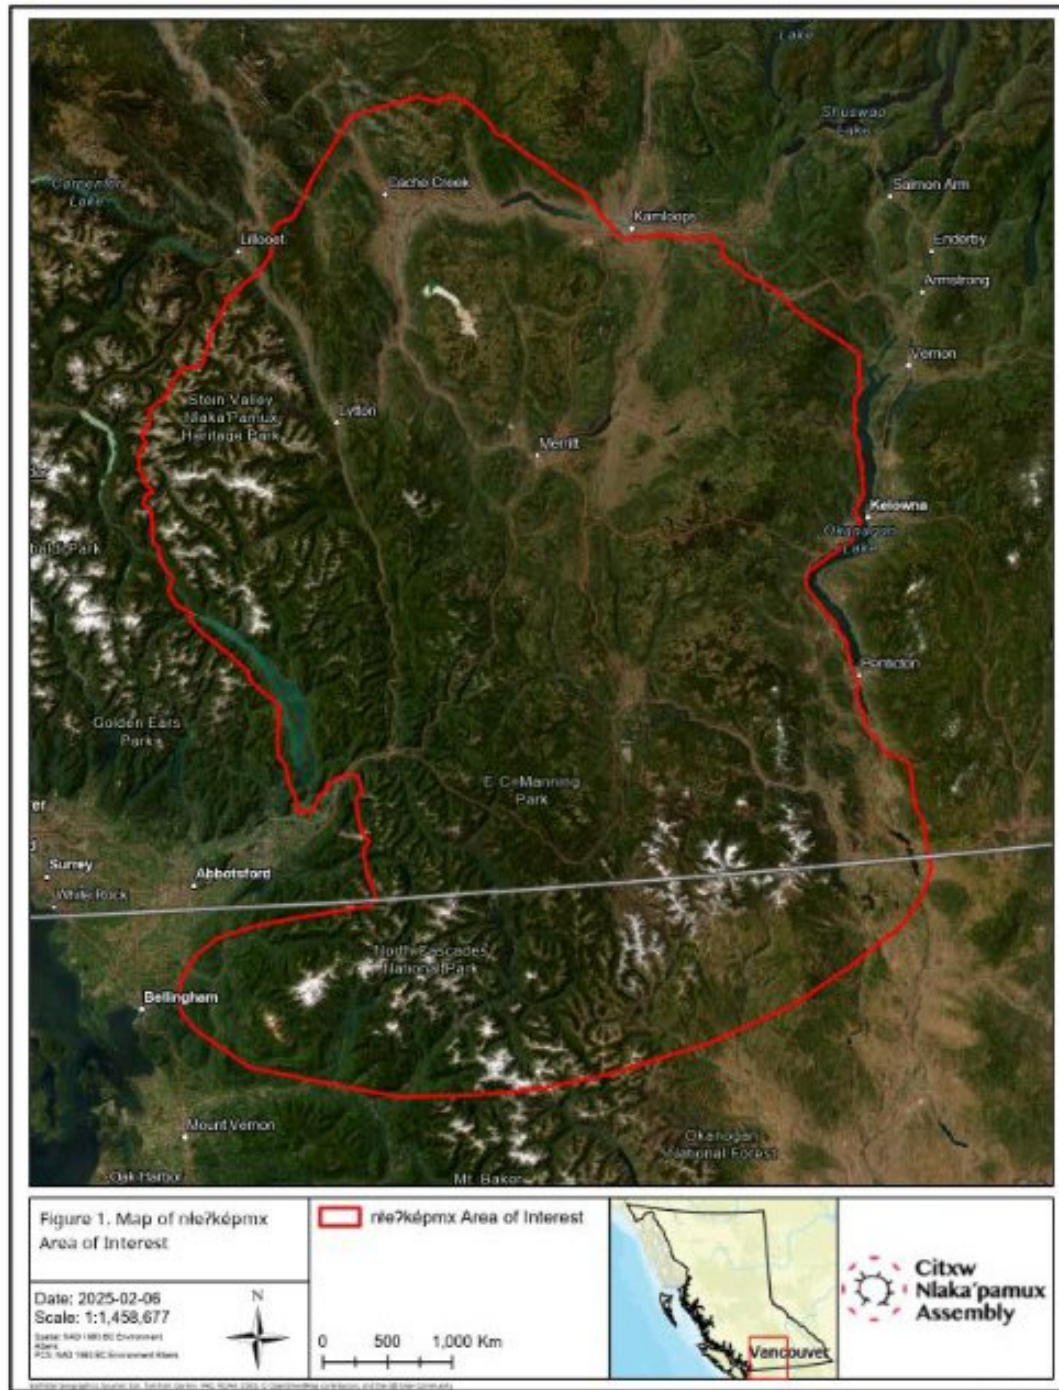 Lake
Shuswap
Lake
Carpenter
Lake
Cache Creek
Salmon Arm
Kamloops
Lillooet
Enderby
Armstrong
Vernon
Stein Valley
Nlaka'Pamux
Heritage Park
Lytton
Merritt
Kelowna
Okanagan
Lake
Park
Penticton
Golden Ears
Park
E C Manning
Park
Surrey
Abbotsford
White Rock
North Cascades
National Park
Bellingham
Mount Vernon
Okanogan
National Forest
Oak Harbor
Mt. Baker
Figure 1. Map of nłeʔképmx
Area of Interest
nłeʔképmx Area of Interest
Date: 2025-02-06
Scale: 1:1,458,677
N
0 500 1,000 Km
Vancouver
Citxw
Nlaka'pamux
Assembly